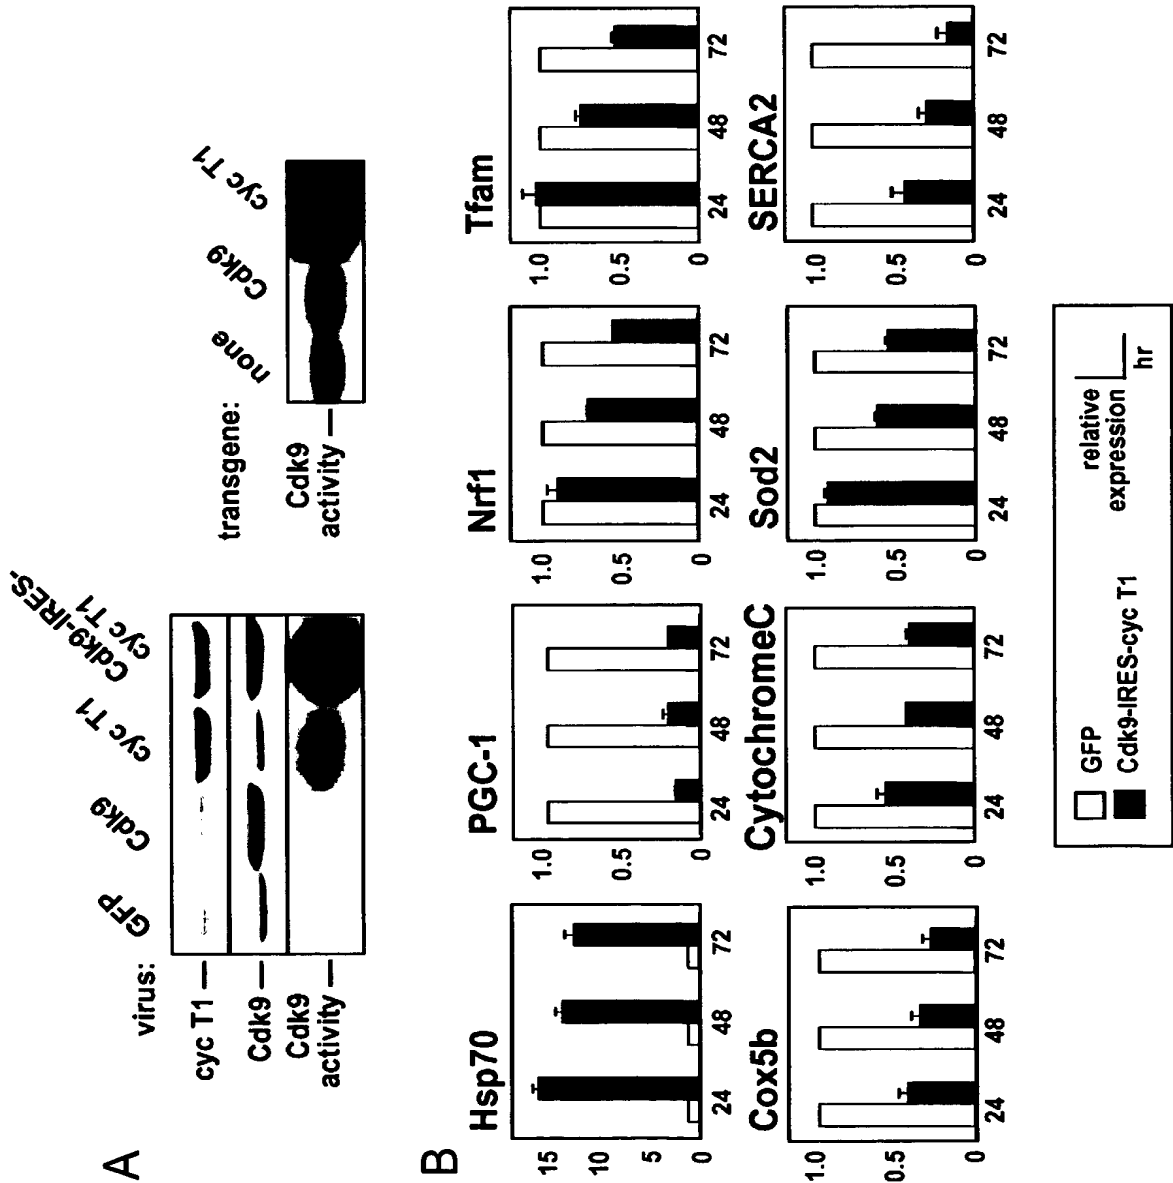 A
virus:
GFP
Cdk9
cyc T1
Cdk9-IRES-
cyc T1
cyc T1
Cdk9
Cdk9
activity
transgene:
none
Cdk9
cyc T1
Cdk9
activity
B
Hsp70
15
10
5
0
24
48
72
PGC-1
1.0
0.5
0
24
48
72
Nrf1
1.0
0.5
0
24
48
72
Tfam
1.0
0.5
0
24
48
72
Cox5b
1.0
0.5
0
24
48
72
CytochromeC
1.0
0.5
0
24
48
72
Sod2
1.0
0.5
0
24
48
72
SERCA2
1.0
0.5
0
24
48
72
GFP
Cdk9-IRES-cyc T1
relative
expression
hr